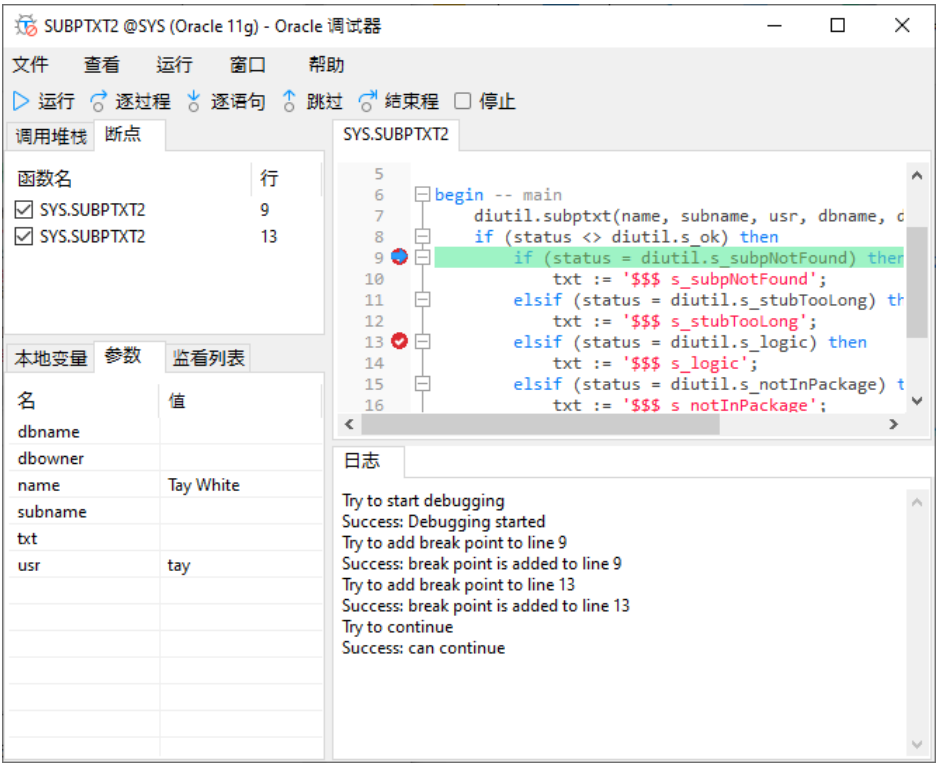 SUBPTXT2 @SYS (Oracle 11g) - Oracle 调试器
文件 查看 运行 窗口 帮助
运行 逐过程 逐语句 跳过 结束程 停止
调用堆栈 断点
函数名 行
SYS.SUBPTXT2 9
SYS.SUBPTXT2 13
本地变量 参数 监看列表
名 值
dbname
dbowner
name Tay White
subname
txt
usr tay
SYS.SUBPTXT2
5
6 begin -- main
7 diutil.subptxt(name, subname, usr, dbname, d
8 if (status <> diutil.s_ok) then
9 if (status = diutil.s_subpNotFound) then
10 txt := '$$$ s_subpNotFound';
11 elsif (status = diutil.s_stubTooLong) th
12 txt := '$$$ s_stubTooLong';
13 elsif (status = diutil.s_logic) then
14 txt := '$$$ s_logic';
15 elsif (status = diutil.s_notInPackage) t
16 txt := '$$$ s_notInPackage';
日志
Try to start debugging
Success: Debugging started
Try to add break point to line 9
Success: break point is added to line 9
Try to add break point to line 13
Success: break point is added to line 13
Try to continue
Success: can continue